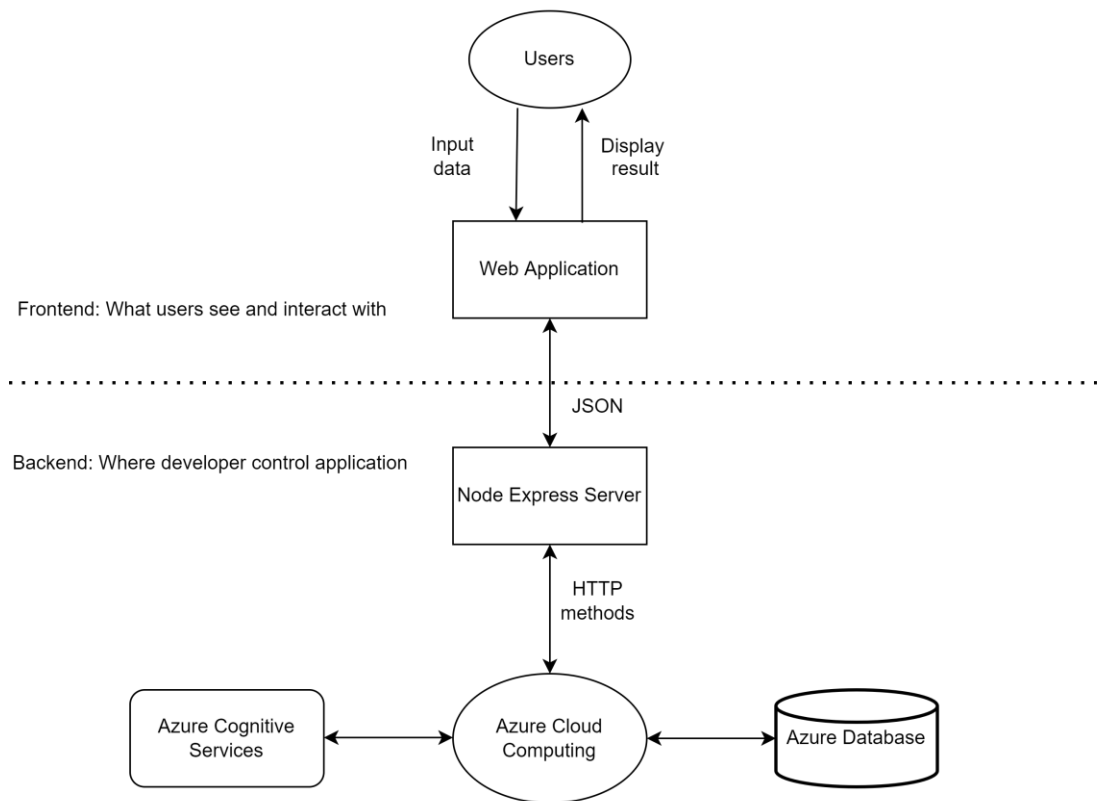 Users
Input
data
Display
result
Web Application
Frontend: What users see and interact with
JSON
Backend: Where developer control application
Node Express Server
HTTP
methods
Azure Cognitive
Services
Azure Cloud
Computing
Azure Database